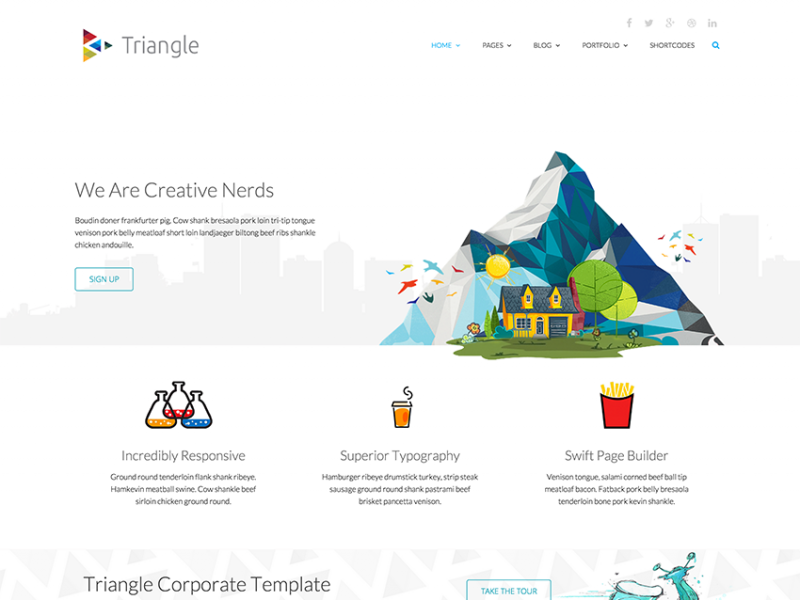 Triangle
HOME
PAGES
BLOG
PORTFOLIO
SHORTCODES
We Are Creative Nerds
Boudin doner frankfurter pig. Cow shank bresaola pork loin tri-tip tongue
venison pork belly meatloaf short loin landjaeger biltong beef ribs shankle
chicken andouille.
SIGN UP
Incredibly Responsive
Ground round tenderloin flank shank ribeye.
Hamkevin meatball swine. Cow shankle beef
sirloin chicken ground round.
Superior Typography
Hamburger ribeye drumstick turkey, strip steak
sausage ground round shank pastrami beef
brisket pancetta venison.
Swift Page Builder
Venison tongue, salami corned beef ball tip
meatloaf bacon. Fatback pork belly bresaola
tenderloin bone pork kevin shankle.
Triangle Corporate Template
TAKE THE TOUR